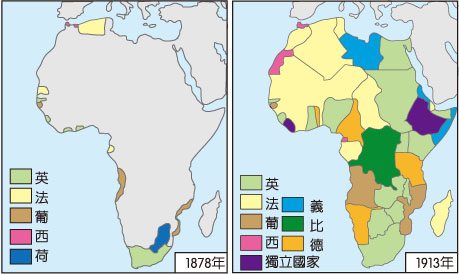 英
法
葡
西
荷
1878年
英
法
葡
西
獨立國家
義
比
德
1913年